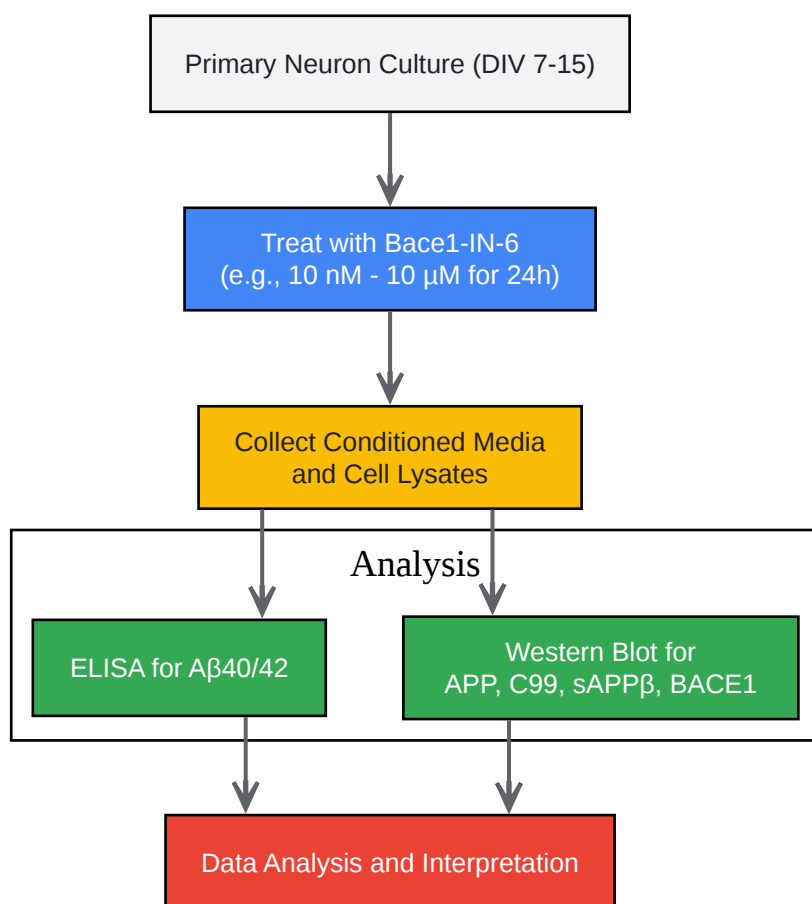 Primary Neuron Culture (DIV 7-15)
Treat with Bace1-IN-6
(e.g., 10 nM - 10 µM for 24h)
Collect Conditioned Media
and Cell Lysates
Analysis
ELISA for Aβ40/42
Western Blot for
APP, C99, sAPPβ, BACE1
Data Analysis and Interpretation